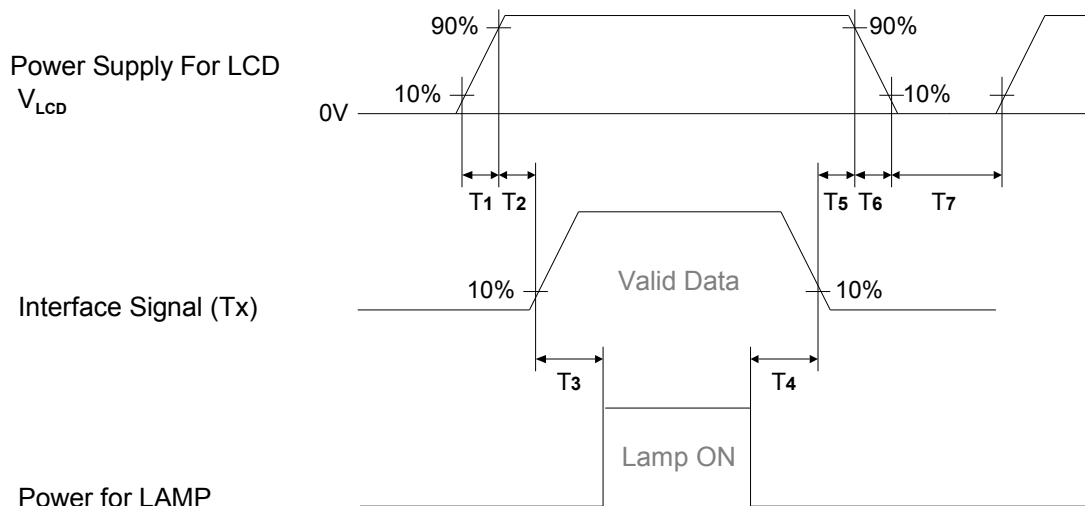 90%
90%
Power Supply For LCD
VLCD
10%
10%
0V
T1
T2
T5
T6
T7
Valid Data
10%
10%
Interface Signal (Tx)
T3
T4
Lamp ON
Power for LAMP